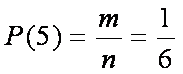 P(5) = m/n = 1/6